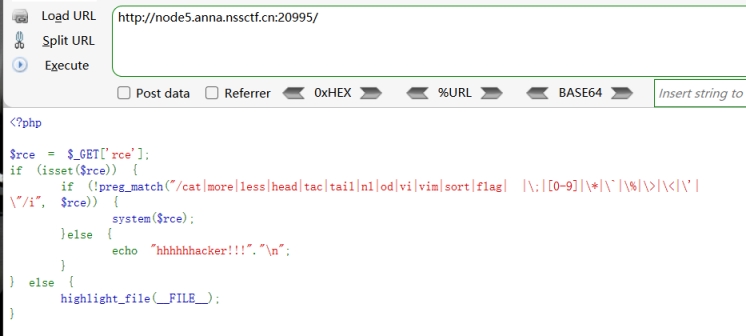 Load URL
http://node5.anna.nssctf.cn:20995/
Split URL
Execute
Post data Referrer 0xHEX %URL BASE64 Insert string to
<?php
$rce = $_GET['rce'];
if (isset($rce)) {
if (!preg_match("/cat|more|less|head|tac|tail|nl|od|vi|vim|sort|flag| |\;|[0-9]|\*|\`|\%|\>|\<|\'|
\"/i", $rce)) {
system($rce);
}else {
echo "hhhhhhacker!!!"."\n";
}
} else {
highlight_file(__FILE__);
}